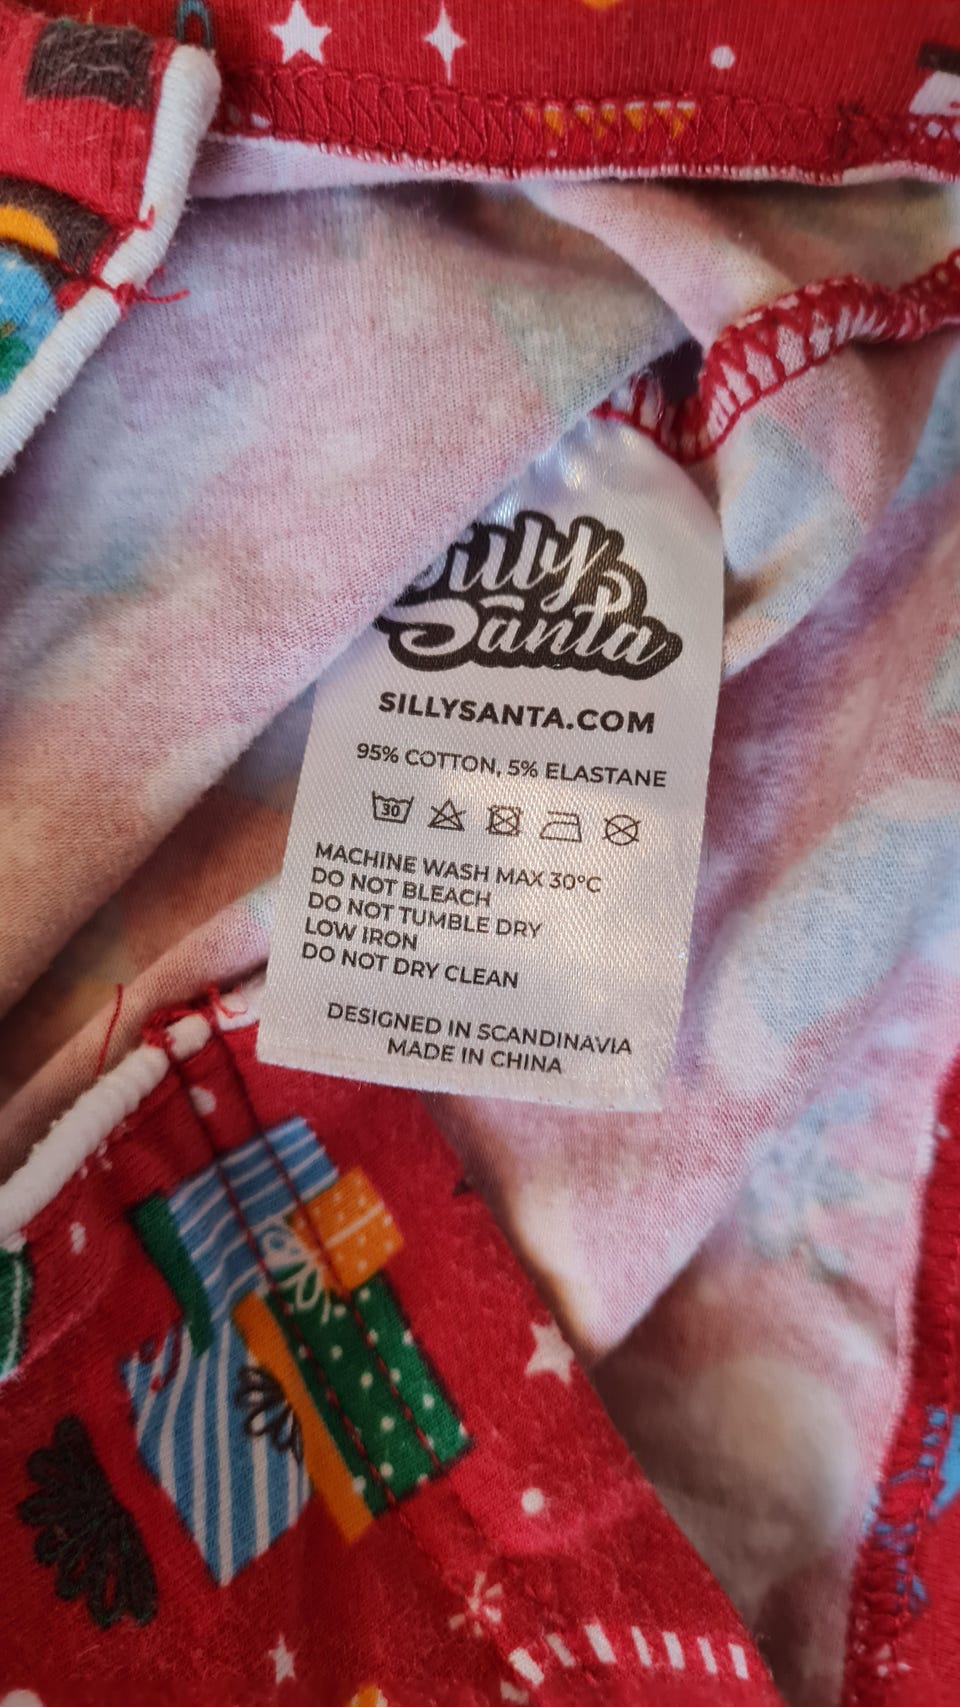 Silly
Santa
SILLYSANTA.COM
95% COTTON, 5% ELASTANE
30
MACHINE WASH MAX 30°C
DO NOT BLEACH
DO NOT TUMBLE DRY
LOW IRON
DO NOT DRY CLEAN
DESIGNED IN SCANDINAVIA
MADE IN CHINA